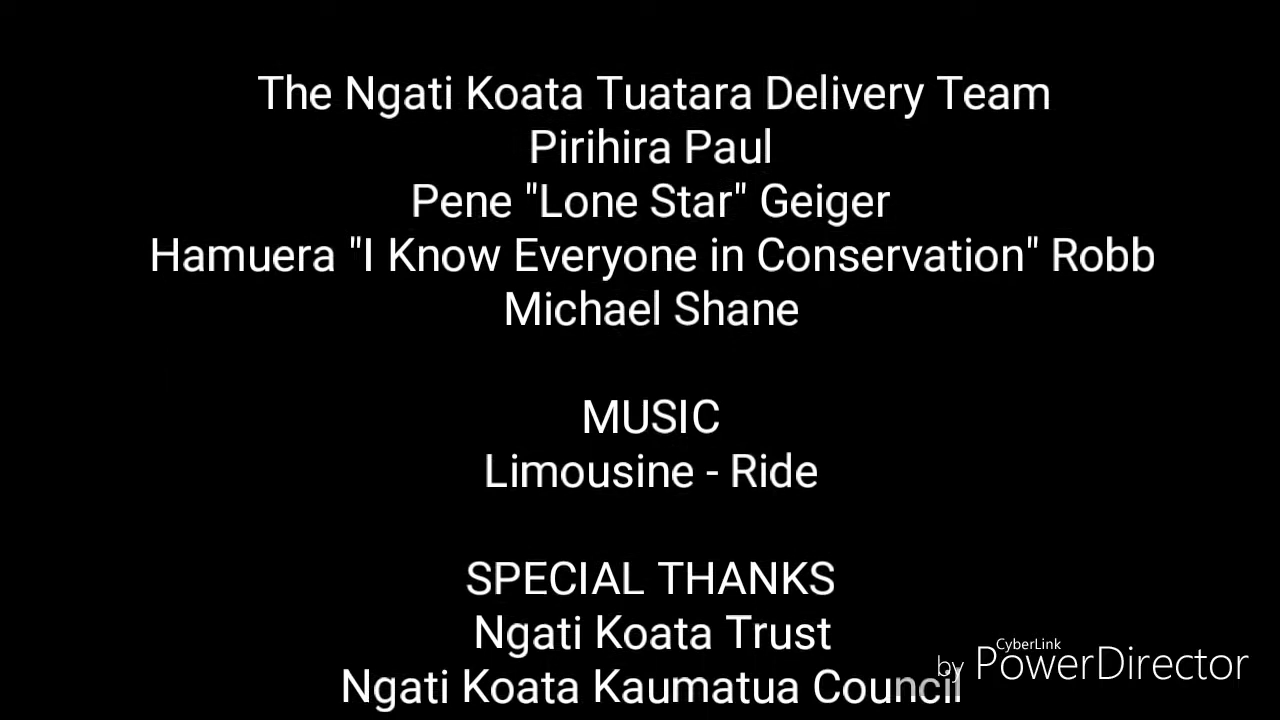 The Ngati Koata Tuatara Delivery Team
Pirihira Paul
Pene "Lone Star" Geiger
Hamuera "I Know Everyone in Conservation" Robb
Michael Shane
MUSIC
Limousine - Ride
SPECIAL THANKS
Ngati Koata Trust
Ngati Koata Kaumatua Council
by CyberLink PowerDirector